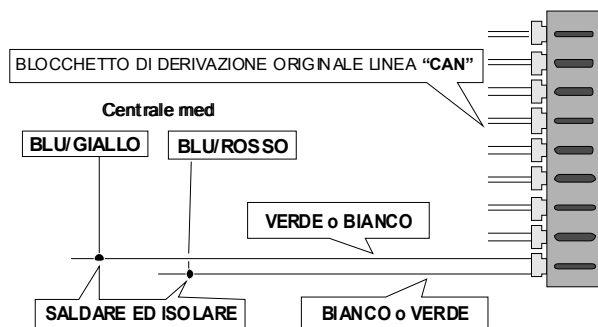 BLOCCHETTO DI DERIVAZIONE ORIGINALE LINEA “CAN”
Centrale med
BLU/GIALLO
BLU/ROSSO
VERDE o BIANCO
SALDARE ED ISOLARE
BIANCO o VERDE